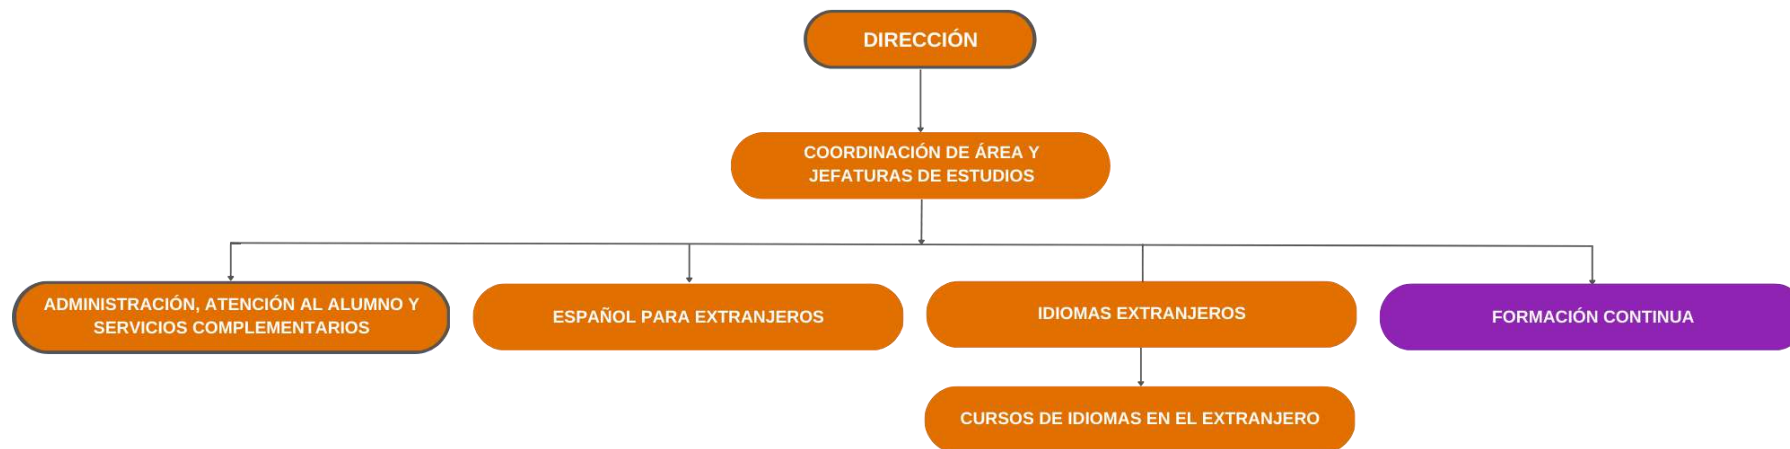 DIRECCIÓN
COORDINACIÓN DE ÁREA Y
JEFATURAS DE ESTUDIOS
ADMINISTRACIÓN, ATENCIÓN AL ALUMNO Y
SERVICIOS COMPLEMENTARIOS
ESPAÑOL PARA EXTRANJEROS
IDIOMAS EXTRANJEROS
FORMACIÓN CONTINUA
CURSOS DE IDIOMAS EN EL EXTRANJERO